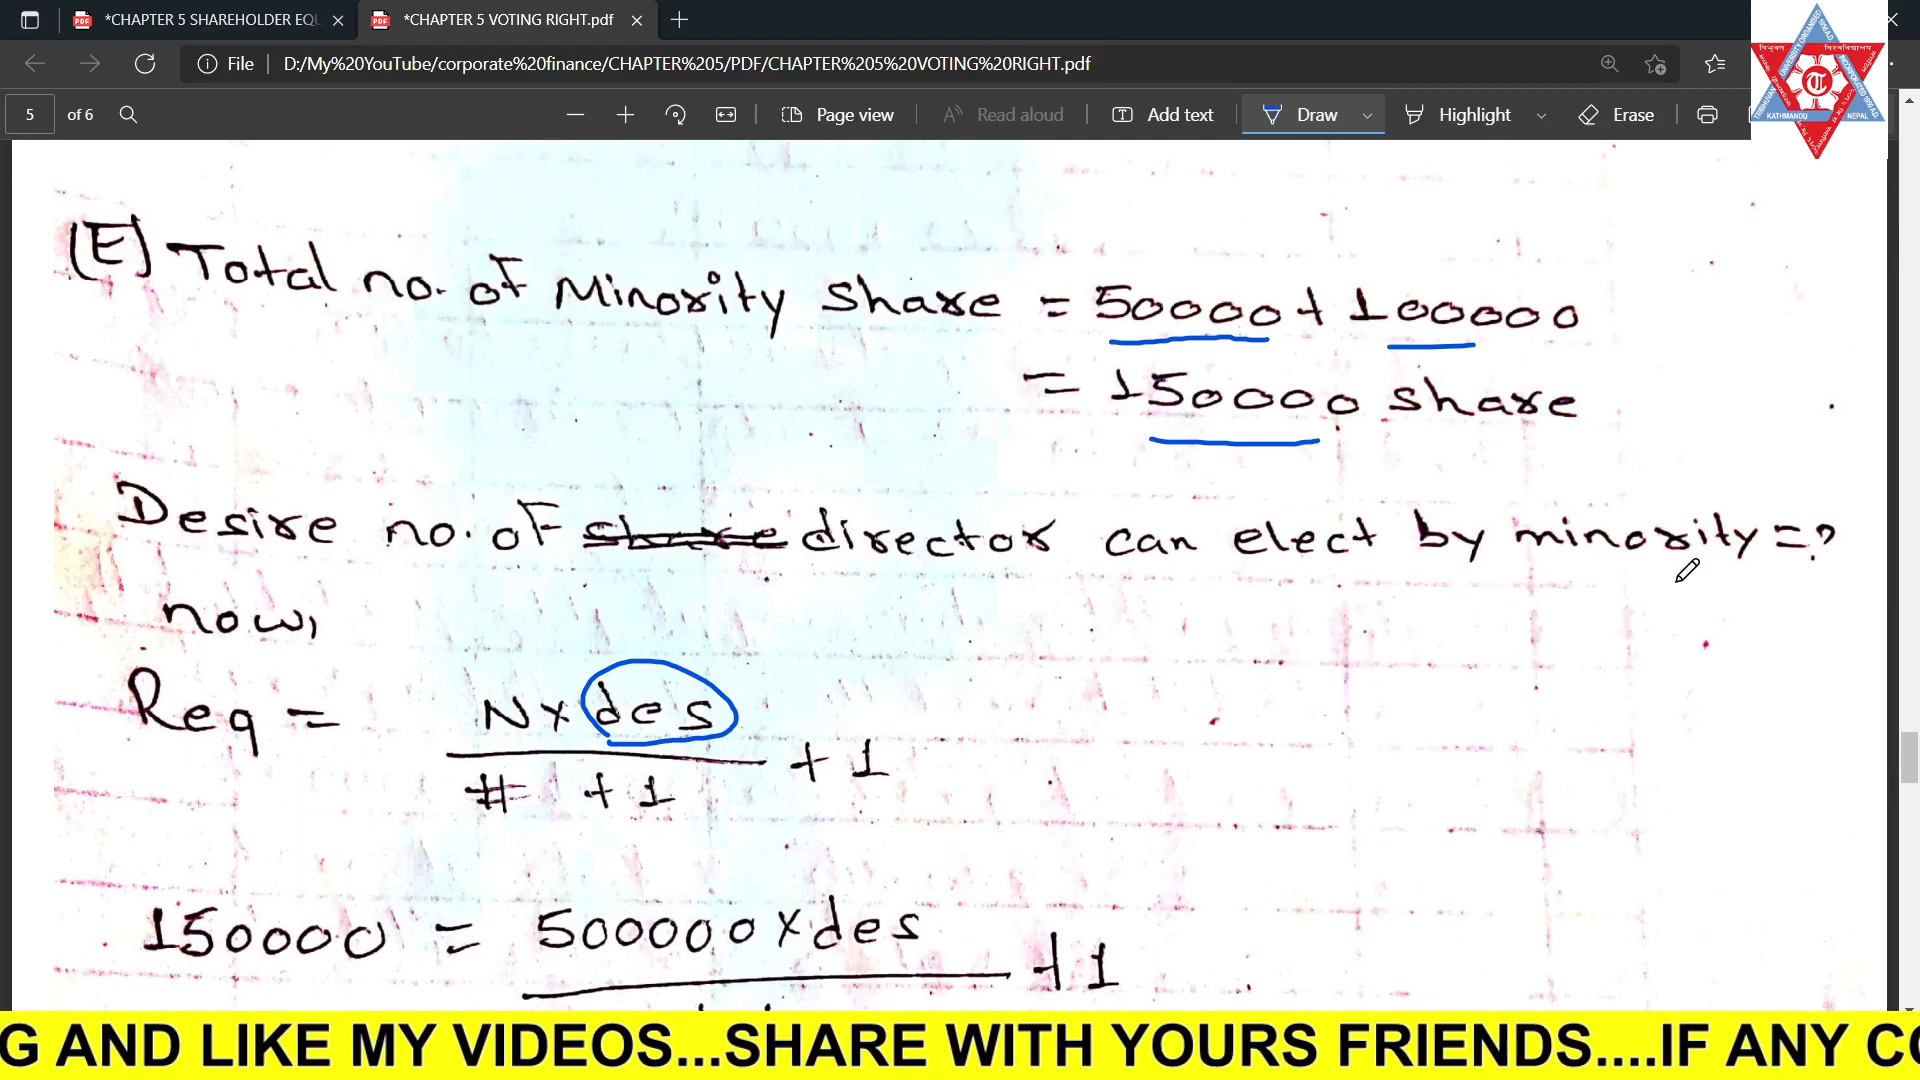 *CHAPTER 5 SHAREHOLDER EQU
*CHAPTER 5 VOTING RIGHT.pdf
File
D:/My%20YouTube/corporate%20finance/CHAPTER%205/PDF/CHAPTER%205%20VOTING%20RIGHT.pdf
5 of 6
Page view
Read aloud
Add text
Draw
Highlight
Erase
KATHMANDU NEPAL
(E) Total no. of Minority share = 50000 + 100000
= 150000 share
Desire no. of share director can elect by minority = ?
now,
Req = N x des
# + 1 + 1
150000 = 500000 x des + 1
G AND LIKE MY VIDEOS...SHARE WITH YOURS FRIENDS....IF ANY CO